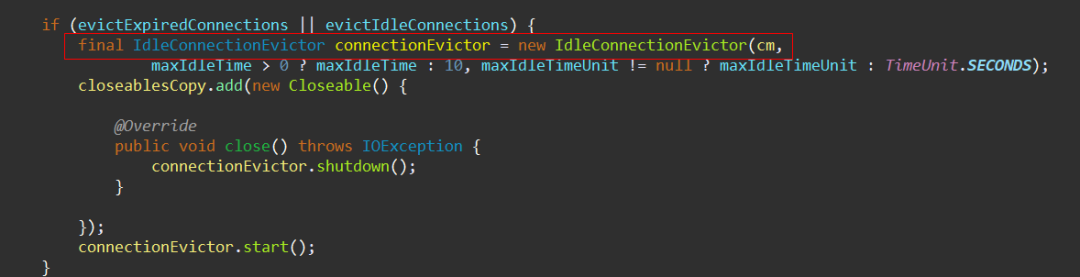 if (evictExpiredConnections || evictIdleConnections) {
final IdleConnectionEvictor connectionEvictor = new IdleConnectionEvictor(cm,
maxIdleTime > 0 ? maxIdleTime : 10, maxIdleTimeUnit != null ? maxIdleTimeUnit : TimeUnit.SECONDS);
closeablesCopy.add(new Closeable() {
@Override
public void close() throws IOException {
connectionEvictor.shutdown();
}
});
connectionEvictor.start();
}